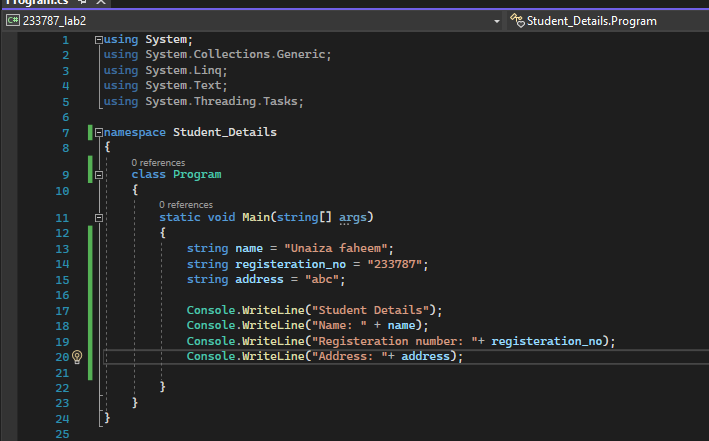 Program.cs
233787_lab2 Student_Details.Program
1 using System;
2 using System.Collections.Generic;
3 using System.Linq;
4 using System.Text;
5 using System.Threading.Tasks;
6
7 namespace Student_Details
8 {
0 references
9 class Program
10 {
0 references
11 static void Main(string[] args)
12 {
13 string name = "Unaiza faheem";
14 string registeration_no = "233787";
15 string address = "abc";
16
17 Console.WriteLine("Student Details");
18 Console.WriteLine("Name: " + name);
19 Console.WriteLine("Registeration number: "+ registeration_no);
20 Console.WriteLine("Address: "+ address);
21
22 }
23 }
24 }
25